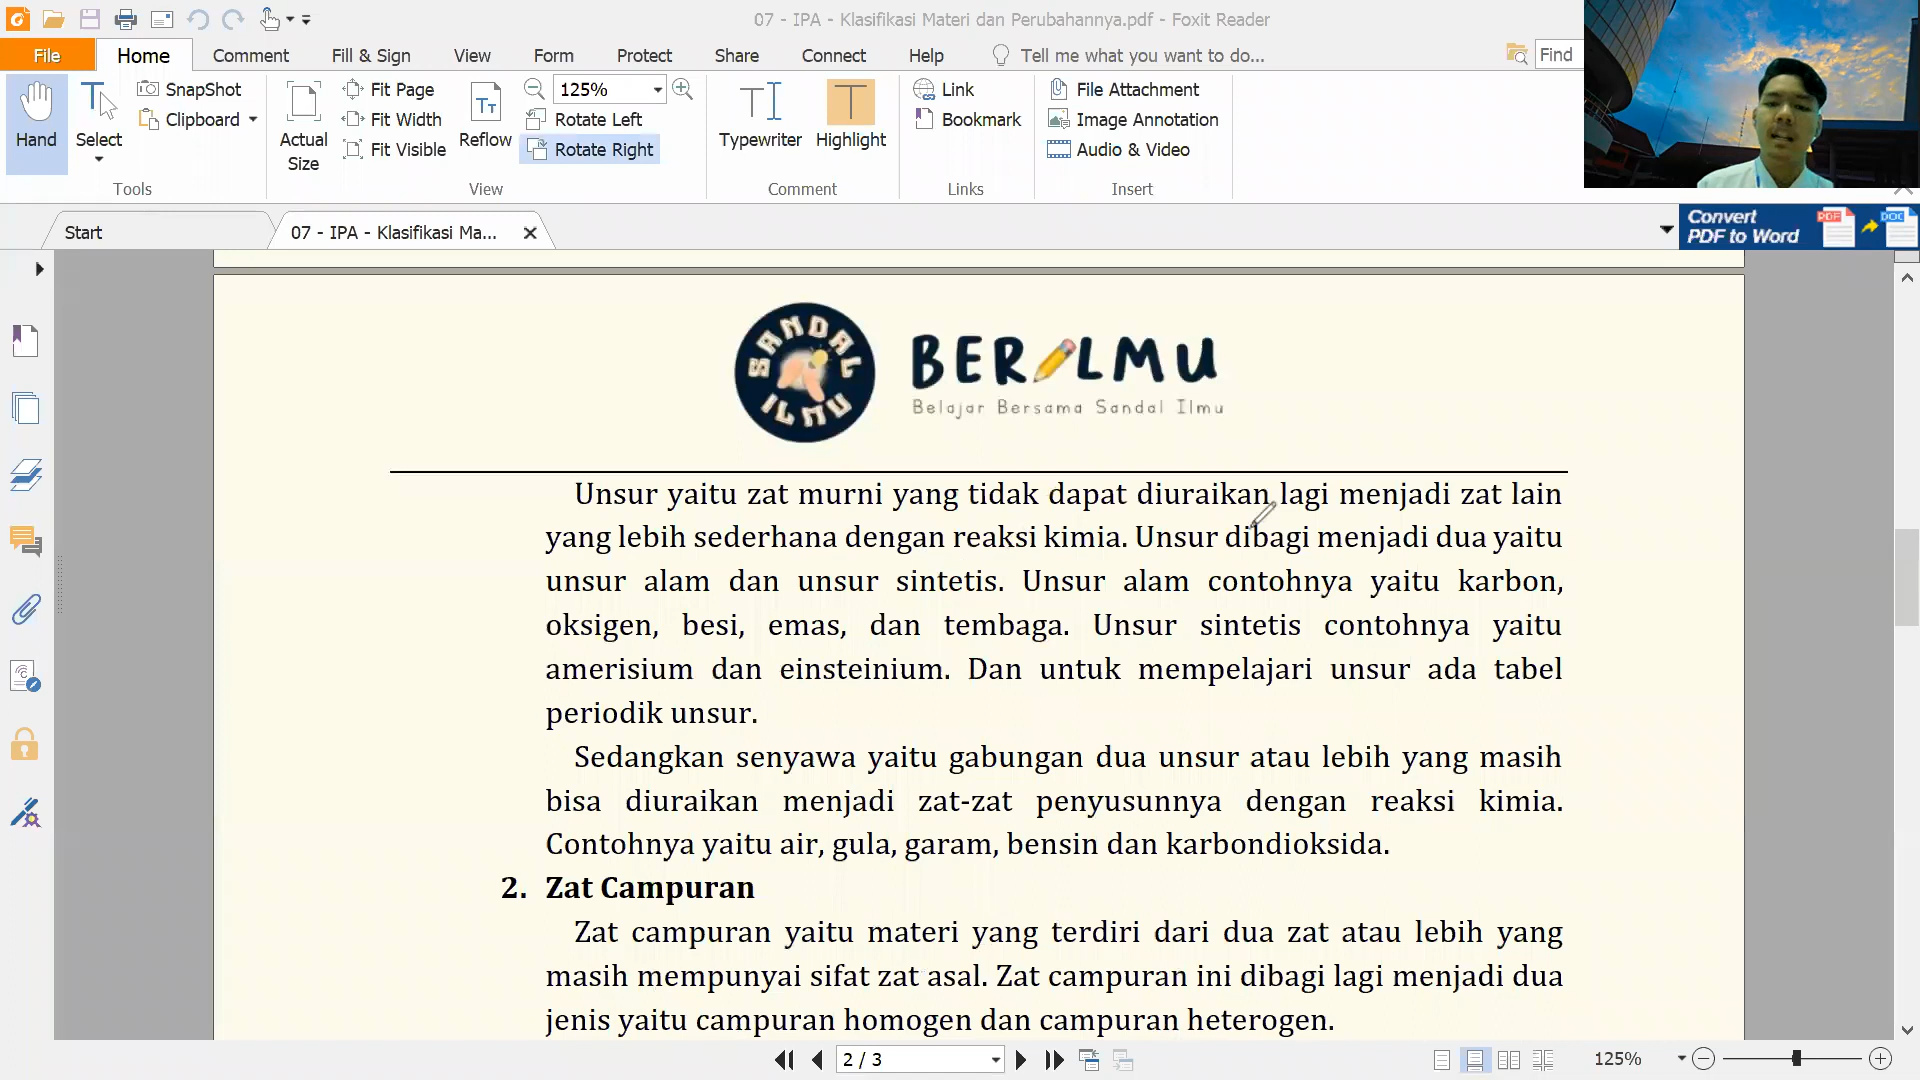 07 - IPA - Klasifikasi Materi dan Perubahannya.pdf - Foxit Reader
File Home Comment Fill & Sign View Form Protect Share Connect Help Tell me what you want to do... Find
Hand
Select
SnapShot
Clipboard
Tools
Actual Size
Fit Page
Fit Width
Fit Visible
Reflow
125%
Rotate Left
Rotate Right
View
Typewriter
Highlight
Comment
Link
Bookmark
Links
File Attachment
Image Annotation
Audio & Video
Insert
Start
07 - IPA - Klasifikasi Ma...
Convert
PDF to Word
PDF DOC
SANDAL ILMU
BERILMU
Belajar Bersama Sandal Ilmu
Unsur yaitu zat murni yang tidak dapat diuraikan lagi menjadi zat lain
yang lebih sederhana dengan reaksi kimia. Unsur dibagi menjadi dua yaitu
unsur alam dan unsur sintetis. Unsur alam contohnya yaitu karbon,
oksigen, besi, emas, dan tembaga. Unsur sintetis contohnya yaitu
amerisium dan einsteinium. Dan untuk mempelajari unsur ada tabel
periodik unsur.
Sedangkan senyawa yaitu gabungan dua unsur atau lebih yang masih
bisa diuraikan menjadi zat-zat penyusunnya dengan reaksi kimia.
Contohnya yaitu air, gula, garam, bensin dan karbondioksida.
2. Zat Campuran
Zat campuran yaitu materi yang terdiri dari dua zat atau lebih yang
masih mempunyai sifat zat asal. Zat campuran ini dibagi lagi menjadi dua
jenis yaitu campuran homogen dan campuran heterogen.
2 / 3
125%